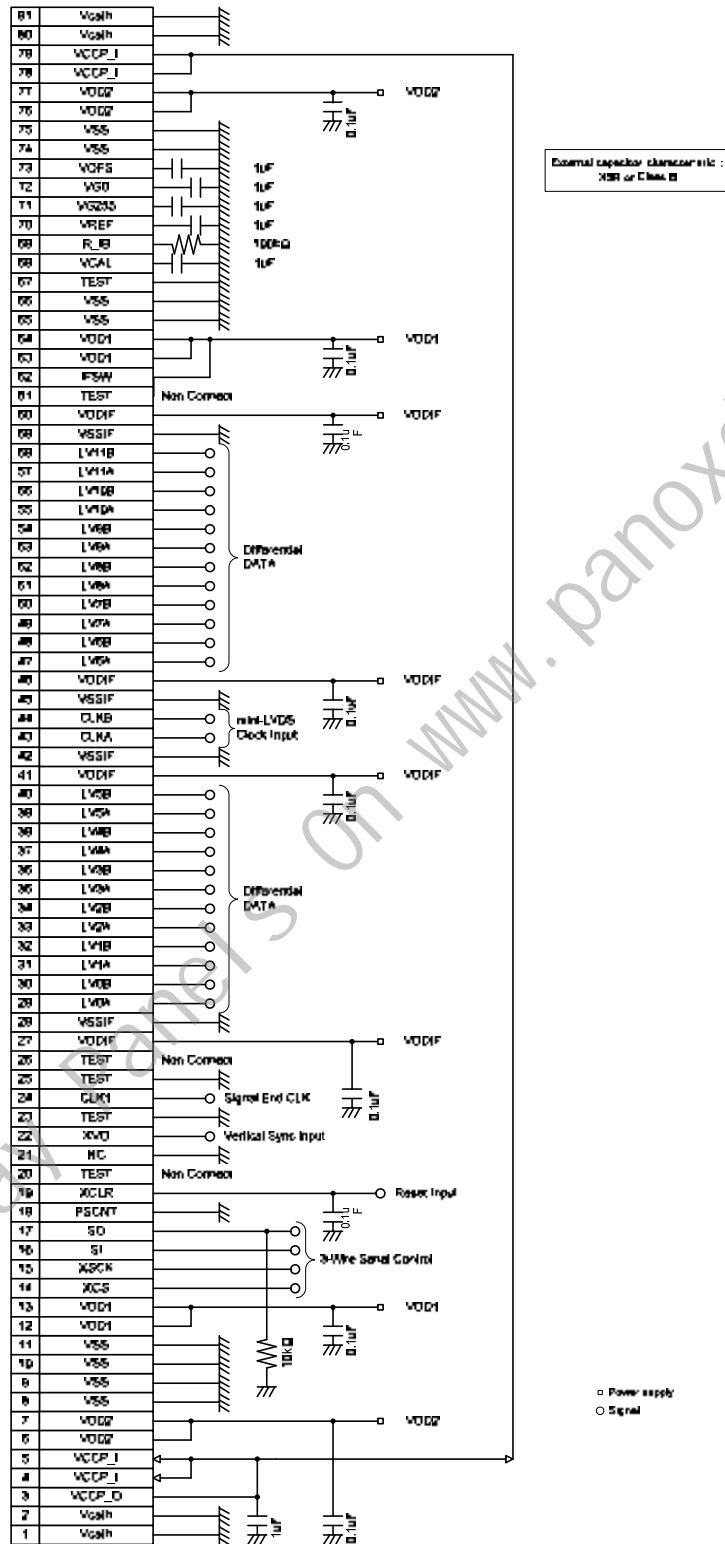 81 Vcath
80 Vcath
79 VCCP_I
78 VCCP_I
77 VDD2 VDD2
76 VDD2 0.1uF
75 VSS
74 VSS
73 VOFS 1uF
72 VG0 1uF
71 VG255 1uF
70 VREF 1uF
69 R_IB 100kΩ
68 VCAL 1uF
67 TEST
66 VSS
65 VSS
64 VDD1 VDD1
63 VDD1 0.1uF
62 IFSW
61 TEST Non Connect
60 VDDIF VDDIF
59 VSSIF 0.1uF
58 LV11B
57 LV11A
56 LV10B
55 LV10A
54 LV9B
53 LV9A Differential
52 LV8B DATA
51 LV8A
50 LV7B
49 LV7A
48 LV6B
47 LV6A
46 VDDIF VDDIF
45 VSSIF 0.1uF
44 CLKB mini-LVDS
43 CLKA Clock Input
42 VSSIF
41 VDDIF VDDIF
40 LV5B 0.1uF
39 LV5A
38 LV4B
37 LV4A
36 LV3B
35 LV3A Differential
34 LV2B DATA
33 LV2A
32 LV1B
31 LV1A
30 LV0B
29 LV0A
28 VSSIF
27 VDDIF VDDIF
26 TEST Non Connect
25 TEST
24 CLK1 Signal End CLK 0.1uF
23 TEST
22 XVD Vertical Sync Input
21 NC
20 TEST Non Connect
19 XCLR Reset Input
18 PSCNT 0.1uF
17 SO
16 SI 3-Wire Serial Control
15 XSCK
14 XCS
13 VDD1 VDD1
12 VDD1 0.1uF
11 VSS 10kΩ
10 VSS
9 VSS
8 VSS
7 VDD2 VDD2
6 VDD2
5 VCCP_I
4 VCCP_I
3 VCCP_O
2 Vcath 1uF 0.1uF
1 Vcath
External capacitor characteristic :
X5R or Class B
Power supply
Signal
ay Panels On www.panox